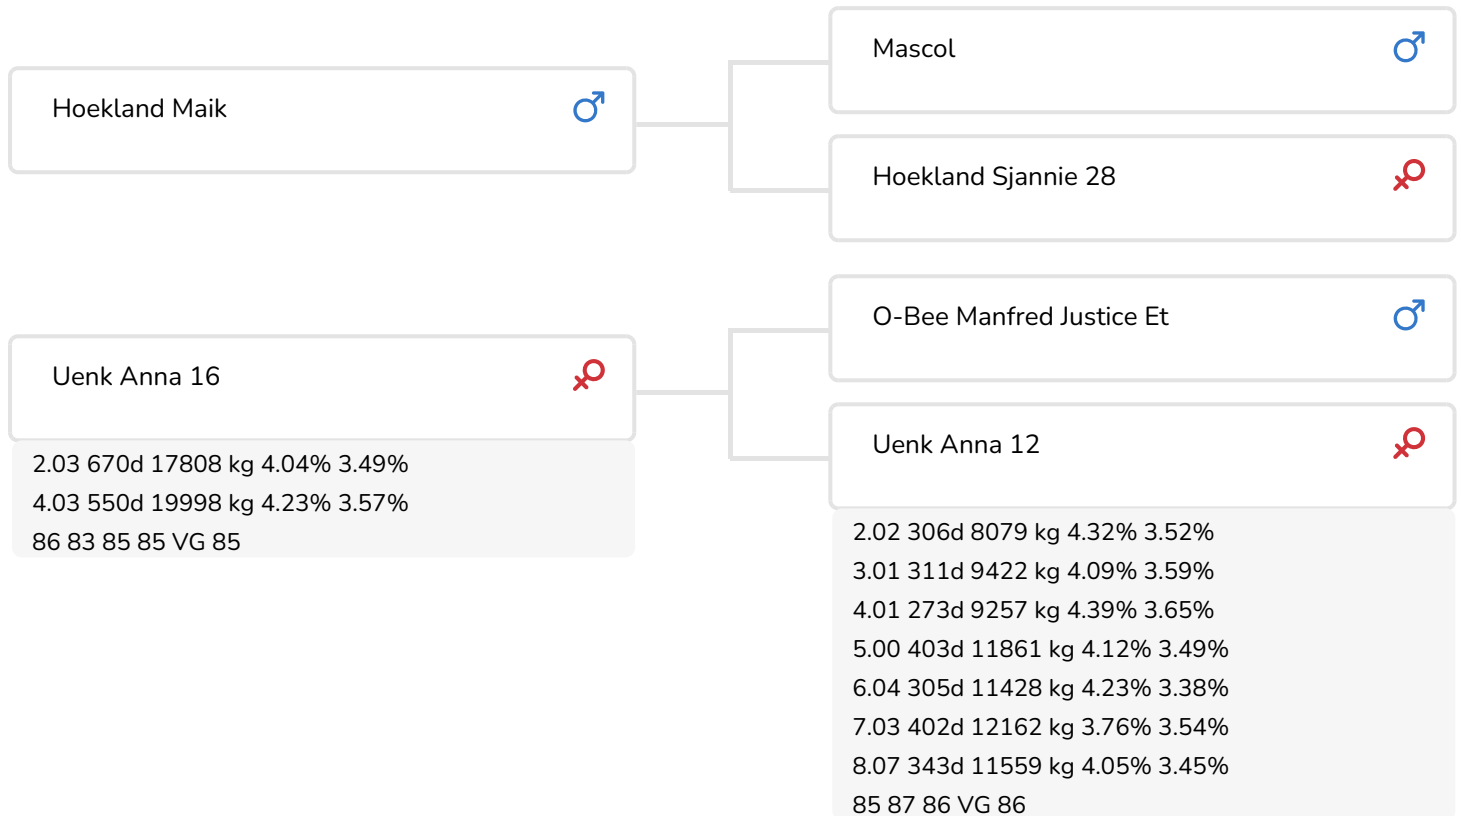 Hoekland Maik
Mascol
Hoekland Sjannie 28
Uenk Anna 16
2.03 670d 17808 kg 4.04% 3.49%
4.03 550d 19998 kg 4.23% 3.57%
86 83 85 85 VG 85
O-Bee Manfred Justice Et
Uenk Anna 12
2.02 306d 8079 kg 4.32% 3.52%
3.01 311d 9422 kg 4.09% 3.59%
4.01 273d 9257 kg 4.39% 3.65%
5.00 403d 11861 kg 4.12% 3.49%
6.04 305d 11428 kg 4.23% 3.38%
7.03 402d 12162 kg 3.76% 3.54%
8.07 343d 11559 kg 4.05% 3.45%
85 87 86 VG 86